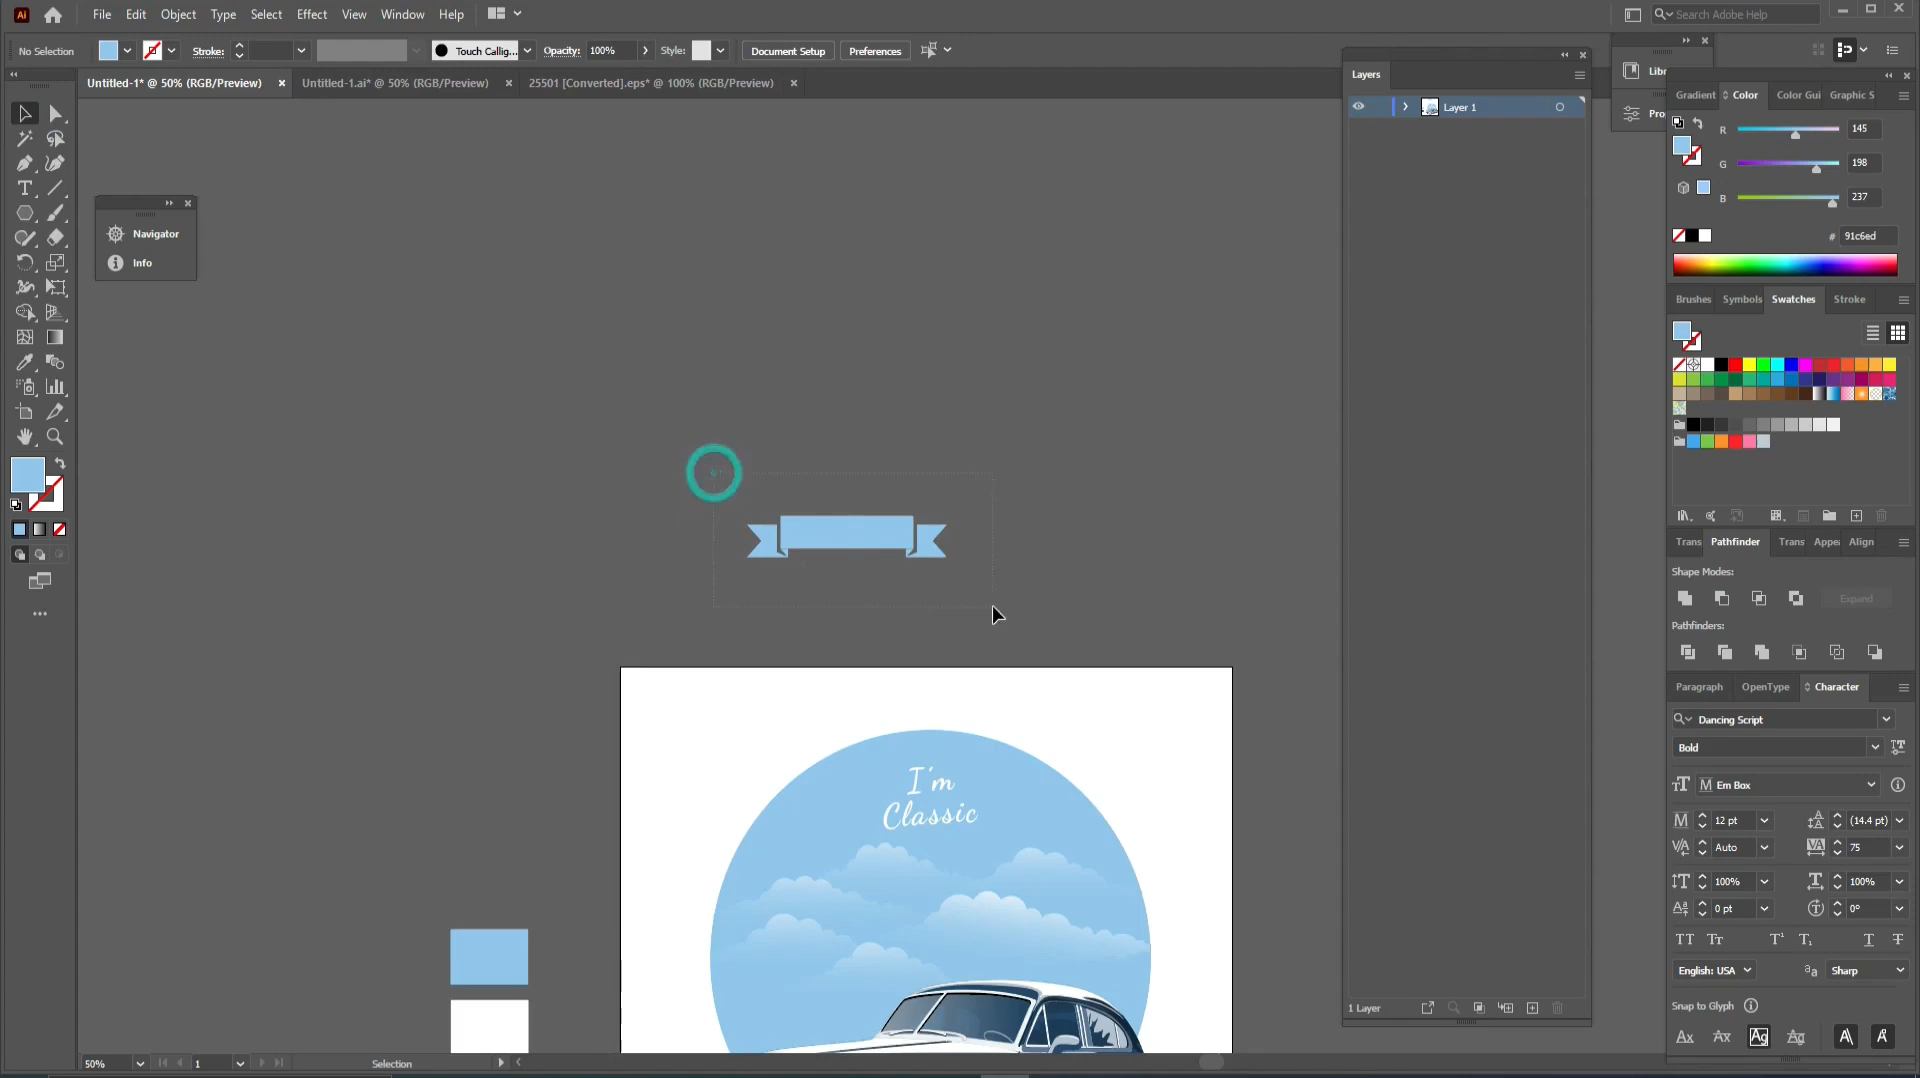 Ai File Edit Object Type Select Effect View Window Help
Search Adobe Help
No Selection
Stroke:
Touch Callig...
Opacity: 100%
Style:
Document Setup
Preferences
Untitled-1* @ 50% (RGB/Preview)
Untitled-1.ai* @ 50% (RGB/Preview)
25501 [Converted].eps* @ 100% (RGB/Preview)
Navigator
Info
Layers
Layer 1
1 Layer
Libr
Pro
Gradient
Color
Color Gui
Graphic S
R 145
G 198
B 237
# 91c6ed
Brushes
Symbols
Swatches
Stroke
Trans
Pathfinder
Trans
Appe
Align
Shape Modes:
Expand
Pathfinders:
Paragraph
OpenType
Character
Dancing Script
Bold
Em Box
12 pt
(14.4 pt)
Auto
75
100%
100%
0 pt
0°
English: USA
Sharp
Snap to Glyph
I'm
Classic
50%
1
Selection